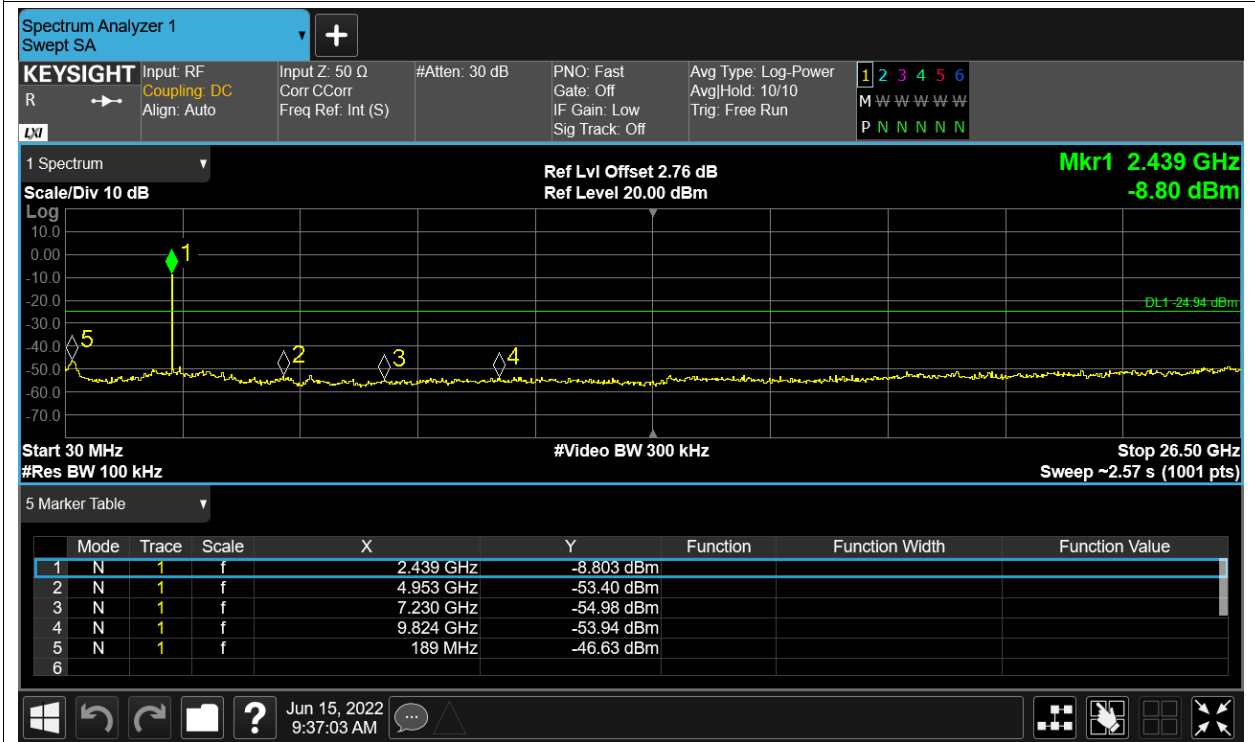 Spectrum Analyzer 1
Swept SA
+
KEYSIGHT Input: RF Input Z: 50 Ω #Atten: 30 dB PNO: Fast Avg Type: Log-Power 1 2 3 4 5 6
R Coupling: DC Corr CCorr Gate: Off Avg|Hold: 10/10 M W W W W W
Align: Auto Freq Ref: Int (S) IF Gain: Low Trig: Free Run
LXI Sig Track: Off P N N N N N
1 Spectrum Ref Lvl Offset 2.76 dB Mkr1 2.439 GHz
Scale/Div 10 dB Ref Level 20.00 dBm -8.80 dBm
Log
10.0
0.00 1
-10.0
-20.0 DL1 -24.94 dBm
-30.0
-40.0 5 2 3 4
-50.0
-60.0
-70.0
Start 30 MHz #Video BW 300 kHz Stop 26.50 GHz
#Res BW 100 kHz Sweep ~2.57 s (1001 pts)
5 Marker Table
Mode Trace Scale X Y Function Function Width Function Value
1 N 1 f 2.439 GHz -8.803 dBm
2 N 1 f 4.953 GHz -53.40 dBm
3 N 1 f 7.230 GHz -54.98 dBm
4 N 1 f 9.824 GHz -53.94 dBm
5 N 1 f 189 MHz -46.63 dBm
6
? Jun 15, 2022
9:37:03 AM